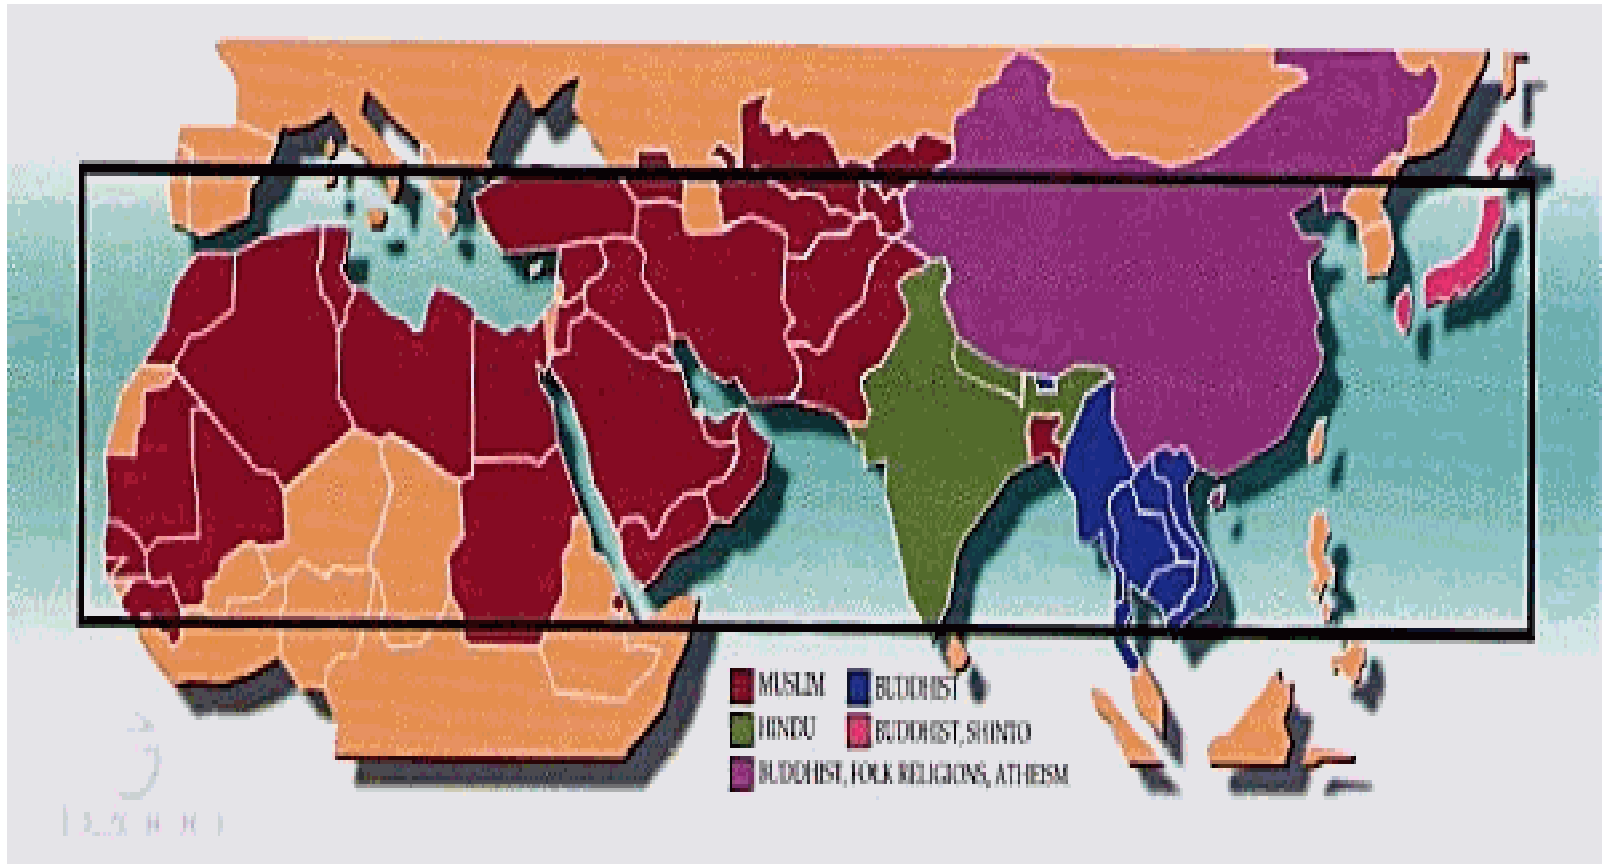 MUSLIM BUDDHIST
HINDU BUDDHIST, SHINTO
BUDDHIST, FOLK RELIGIONS, ATHEISM